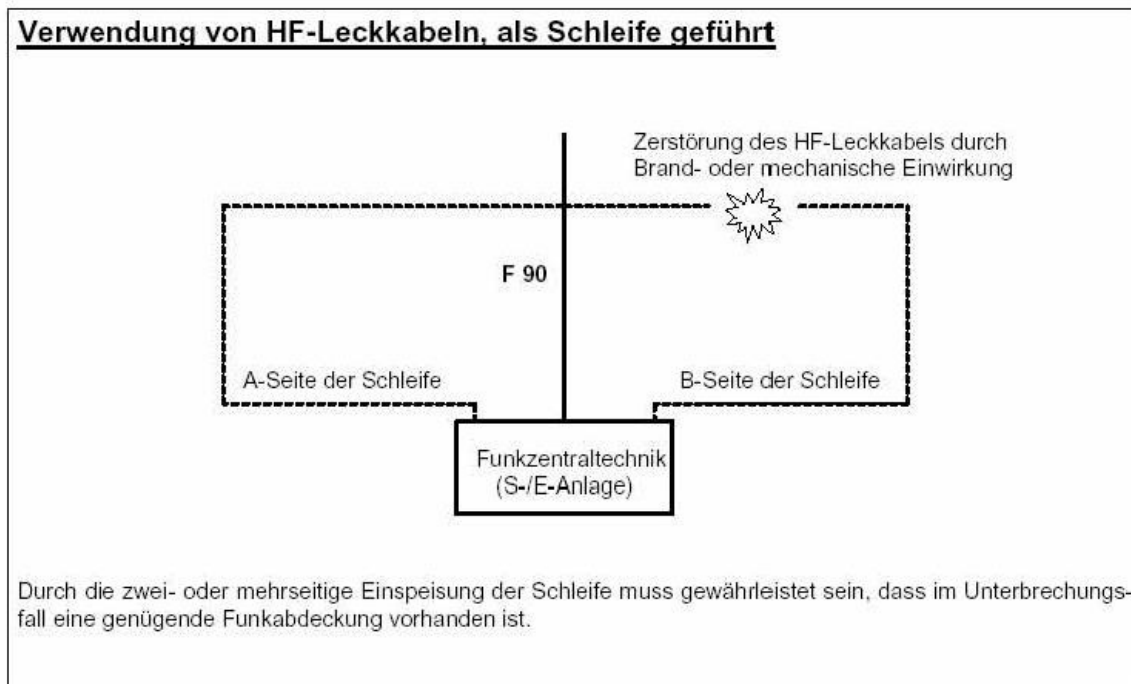 Verwendung von HF-Leckkabeln, als Schleife geführt
Zerstörung des HF-Leckkabels durch
Brand- oder mechanische Einwirkung
F 90
A-Seite der Schleife
B-Seite der Schleife
Funkzentraltechnik
(S-/E-Anlage)
Durch die zwei- oder mehrseitige Einspeisung der Schleife muss gewährleistet sein, dass im Unterbrechungs-
fall eine genügende Funkabdeckung vorhanden ist.